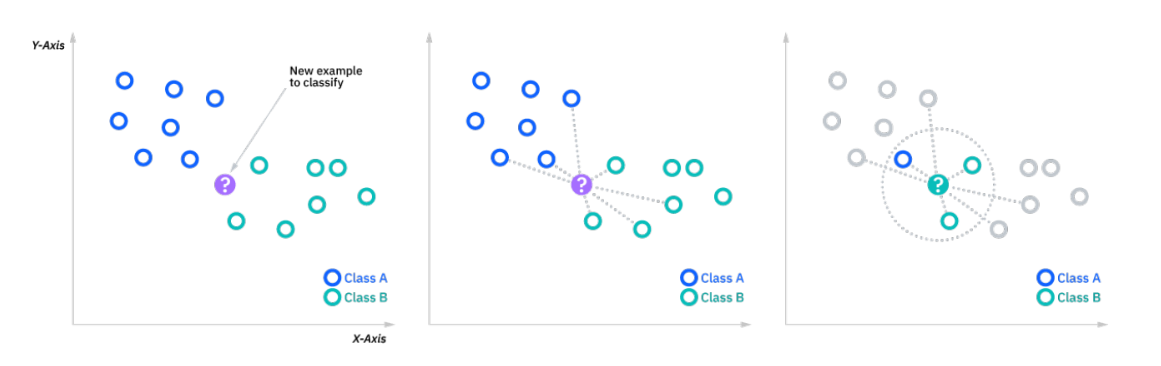 Y-Axis
New example
to classify
?
Class A
Class B
X-Axis
?
Class A
Class B
?
Class A
Class B